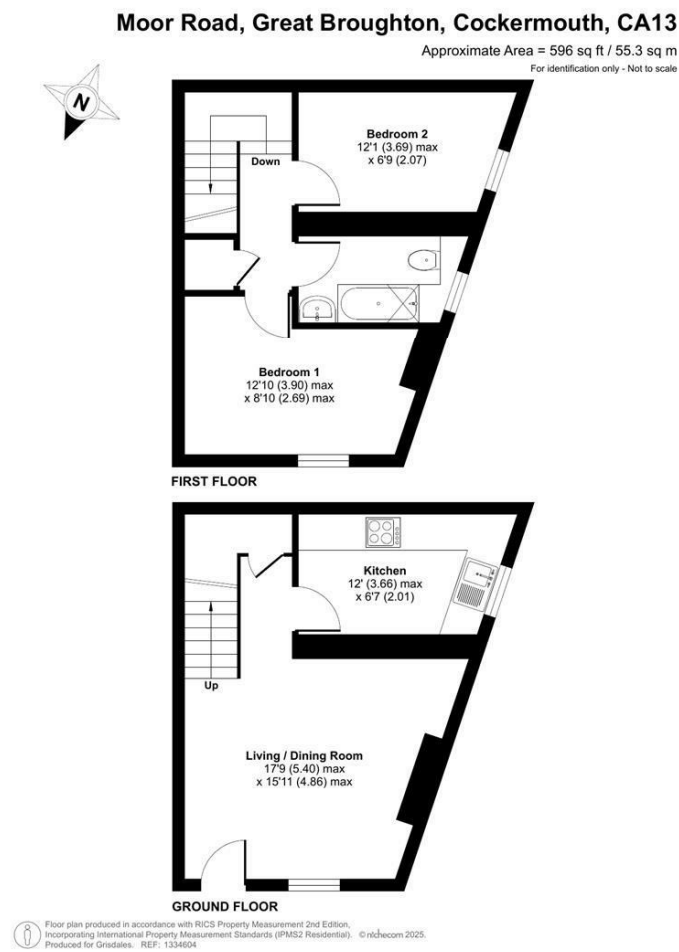 Moor Road, Great Broughton, Cockermouth, CA13
Approximate Area = 596 sq ft / 55.3 sq m
For identification only - Not to scale
N
Bedroom 2
12'1 (3.69) max
x 6'9 (2.07)
Down
Bedroom 1
12'10 (3.90) max
x 8'10 (2.69) max
FIRST FLOOR
Kitchen
12' (3.66) max
x 6'7 (2.01)
Up
Living / Dining Room
17'9 (5.40) max
x 15'11 (4.86) max
GROUND FLOOR
Floor plan produced in accordance with RICS Property Measurement 2nd Edition,
Incorporating International Property Measurement Standards (IPMS2 Residential). © nichecom 2025.
Produced for Grisdales. REF: 1334604